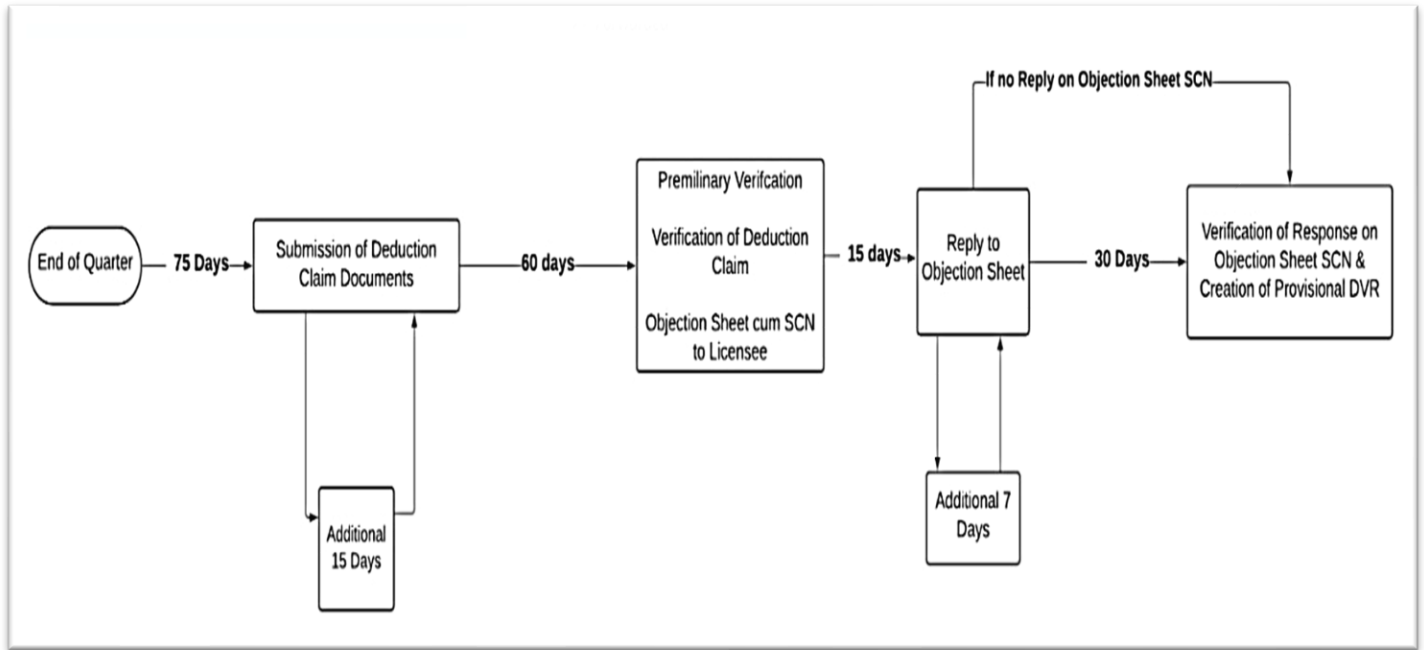 If no Reply on Objection Sheet SCN
End of Quarter
75 Days
Submission of Deduction
Claim Documents
60 days
Premilinary Verifcation
Verification of Deduction
Claim
Objection Sheet cum SCN
to Licensee
15 days
Reply to
Objection Sheet
30 Days
Verification of Response on
Objection Sheet SCN &
Creation of Provisional DVR
Additional
15 Days
Additional 7
Days